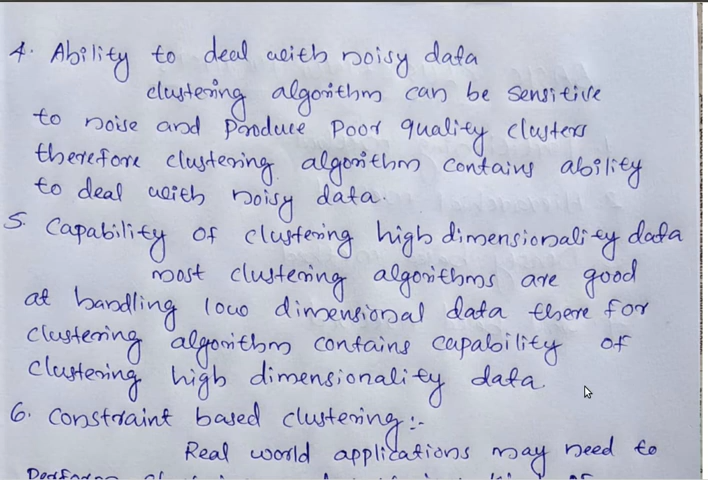 4. Ability to deal with noisy data
clustering algorithm can be sensitive
to noise and Produce Poor quality clusters
therefore clustering algorithm contains ability
to deal with noisy data.
5. Capability of clustering high dimensionality data
most clustering algorithms are good
at handling low dimensional data there for
clustering algorithm contains capability of
clustering high dimensionality data.
6. Constraint based clustering:-
Real world applications may need to